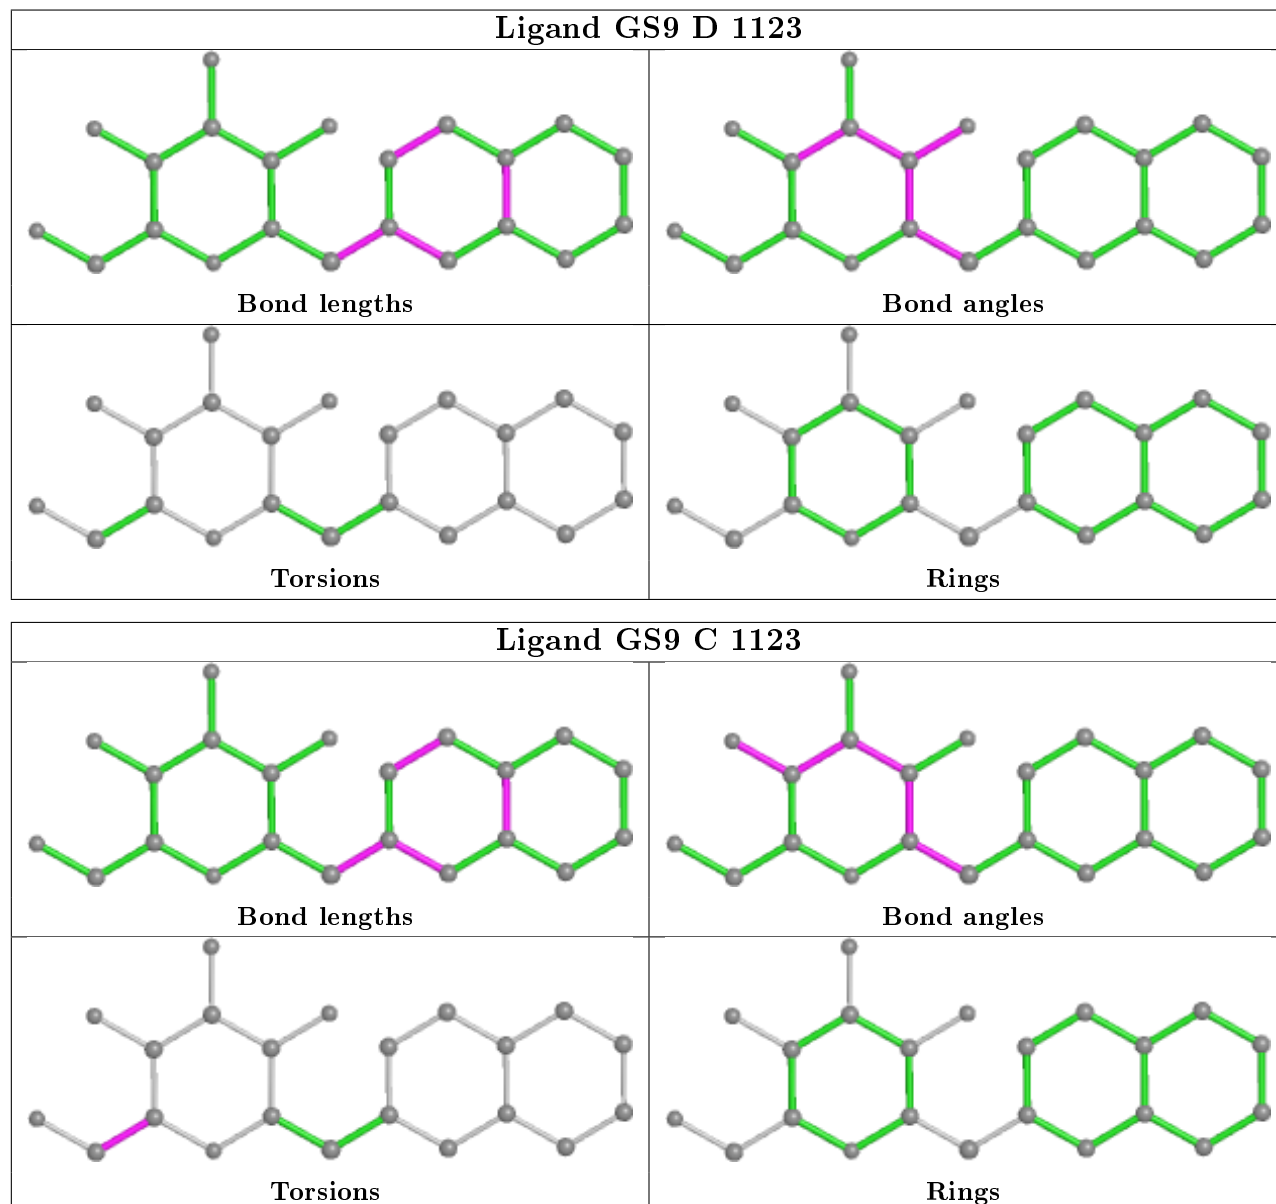 Ligand GS9 D 1123
Bond lengths
Bond angles
Torsions
Rings
Ligand GS9 C 1123
Bond lengths
Bond angles
Torsions
Rings